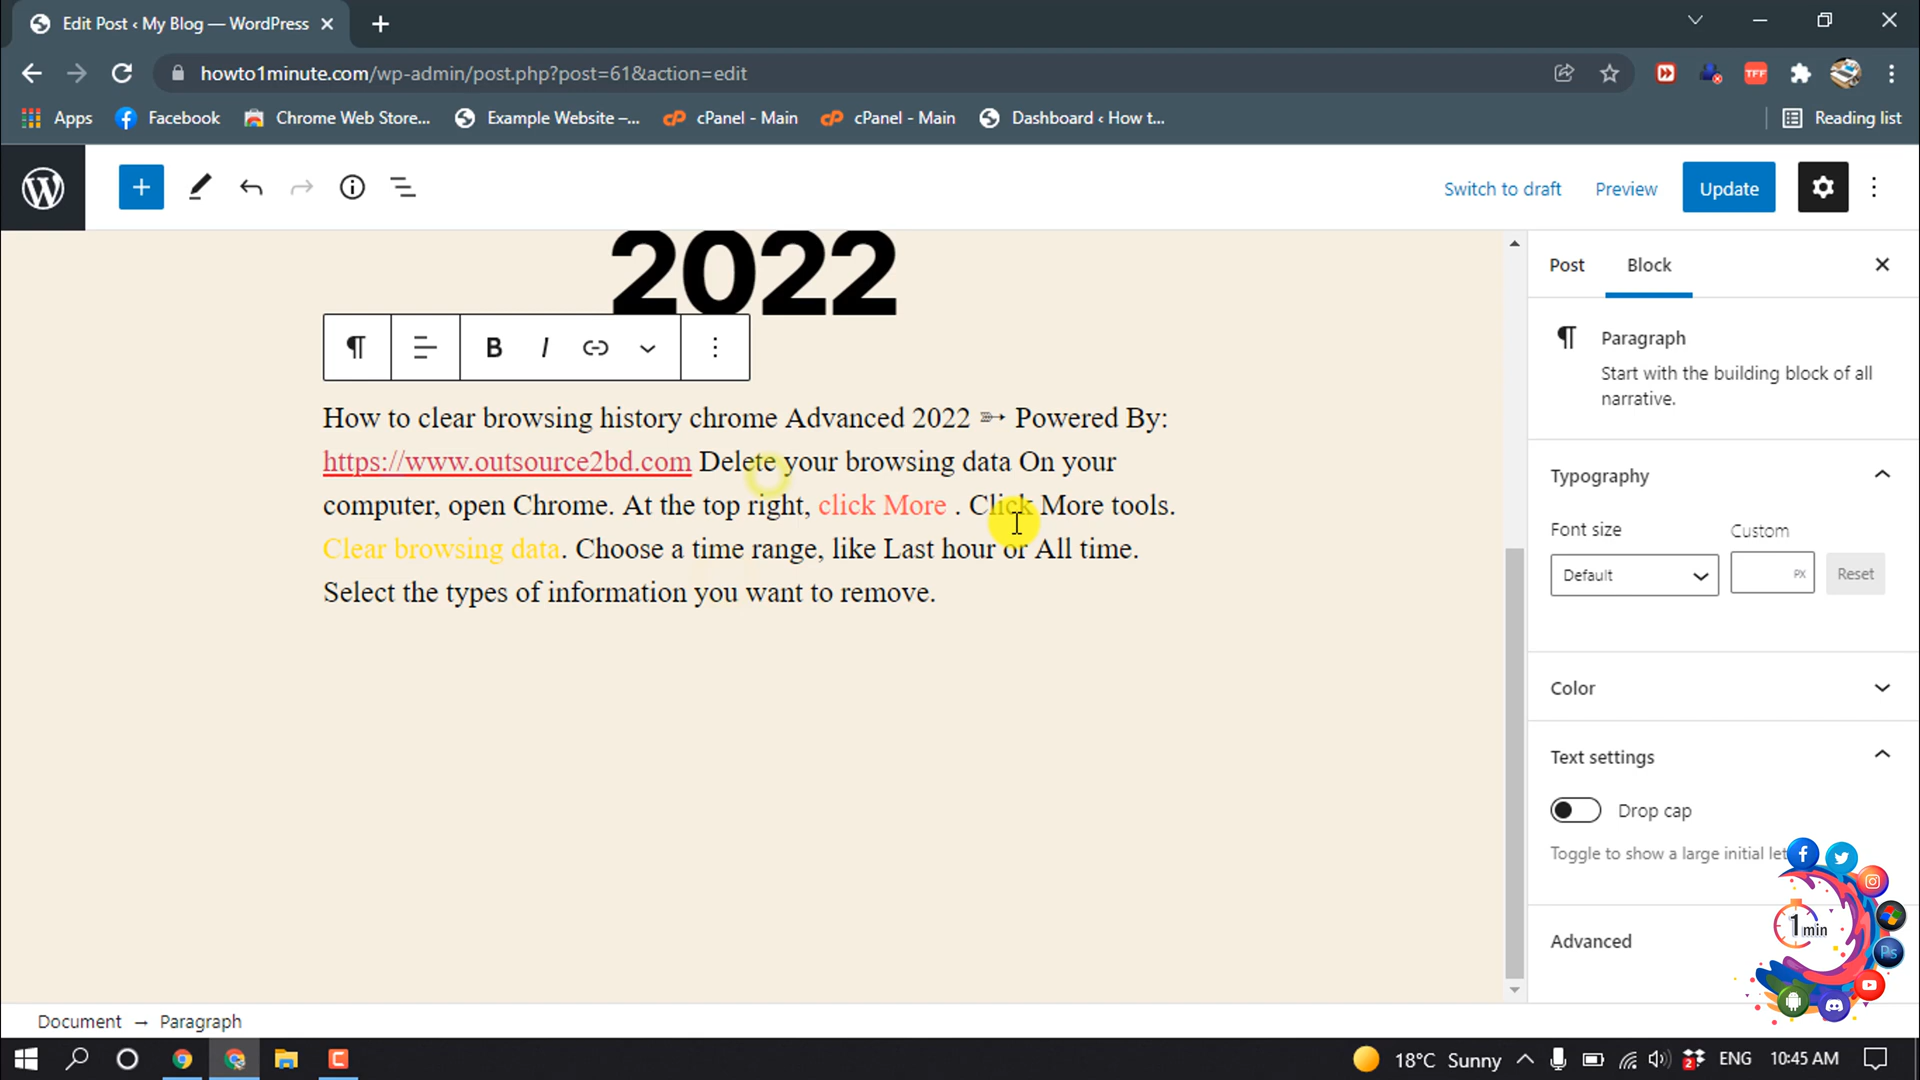 Edit Post ‹ My Blog — WordPress
howto1minute.com/wp-admin/post.php?post=61&action=edit
TFF
Apps Facebook Chrome Web Store... Example Website –... cPanel - Main cPanel - Main Dashboard ‹ How t... Reading list
Switch to draft Preview Update
2022
Post Block
B I
Paragraph
Start with the building block of all
narrative.
How to clear browsing history chrome Advanced 2022 ➳ Powered By:
https://www.outsource2bd.com Delete your browsing data On your
computer, open Chrome. At the top right, click More . Click More tools.
Clear browsing data. Choose a time range, like Last hour or All time.
Select the types of information you want to remove.
Typography
Font size Custom
Default PX Reset
Color
Text settings
Drop cap
Toggle to show a large initial let
Advanced
1 min
Ps
Document → Paragraph
18°C Sunny 2 ENG 10:45 AM